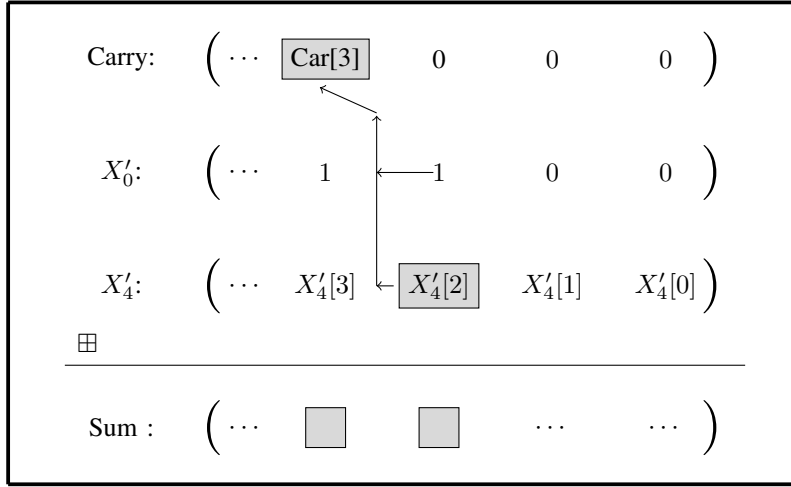 Carry: ( ⋯ Car[3] 0 0 0 )
X′₀: ( ⋯ 1 1 0 0 )
X′₄: ( ⋯ X′₄[3] X′₄[2] X′₄[1] X′₄[0] )
⊞
Sum : ( ⋯ ⋯ ⋯ )